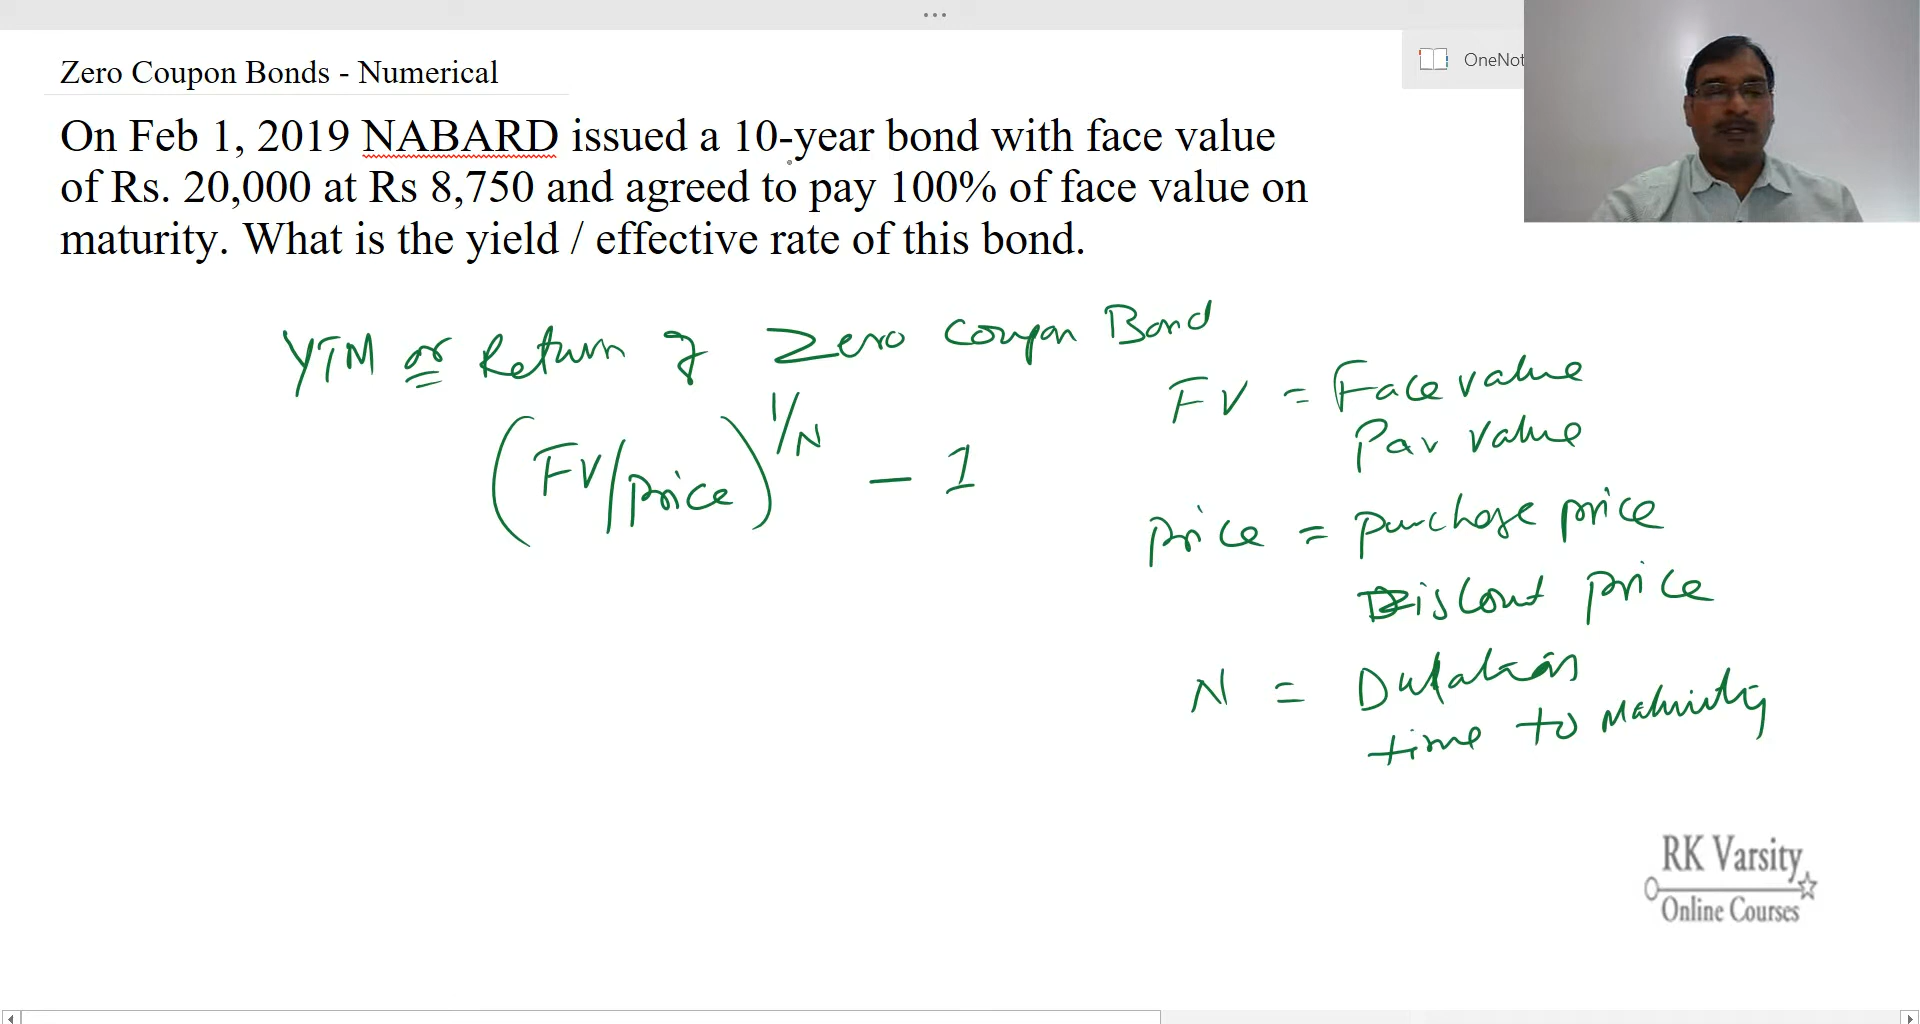 Zero Coupon Bonds - Numerical
OneNot
On Feb 1, 2019 NABARD issued a 10-year bond with face value
of Rs. 20,000 at Rs 8,750 and agreed to pay 100% of face value on
maturity. What is the yield / effective rate of this bond.
YTM or Return of Zero Coupon Bond
(FV/price)^1/N - 1
FV = Face value
Par value
price = purchase price
Discount price
N = Duration
time to maturity
RK Varsity
Online Courses